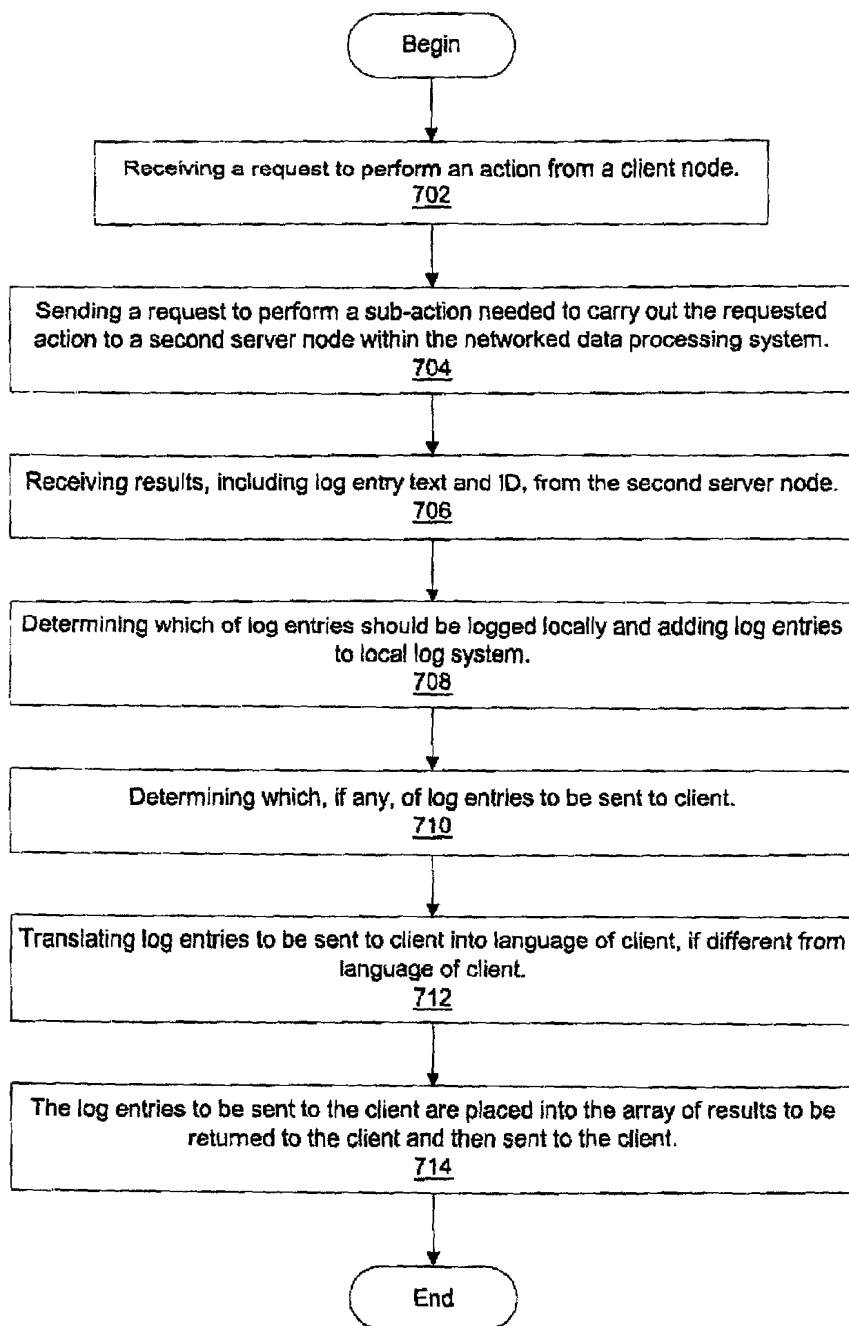 Begin
Receiving a request to perform an action from a client node.
702
Sending a request to perform a sub-action needed to carry out the requested
action to a second server node within the networked data processing system.
704
Receiving results, including log entry text and ID, from the second server node.
706
Determining which of log entries should be logged locally and adding log entries
to local log system.
708
Determining which, if any, of log entries to be sent to client.
710
Translating log entries to be sent to client into language of client, if different from
language of client.
712
The log entries to be sent to the client are placed into the array of results to be
returned to the client and then sent to the client.
714
End